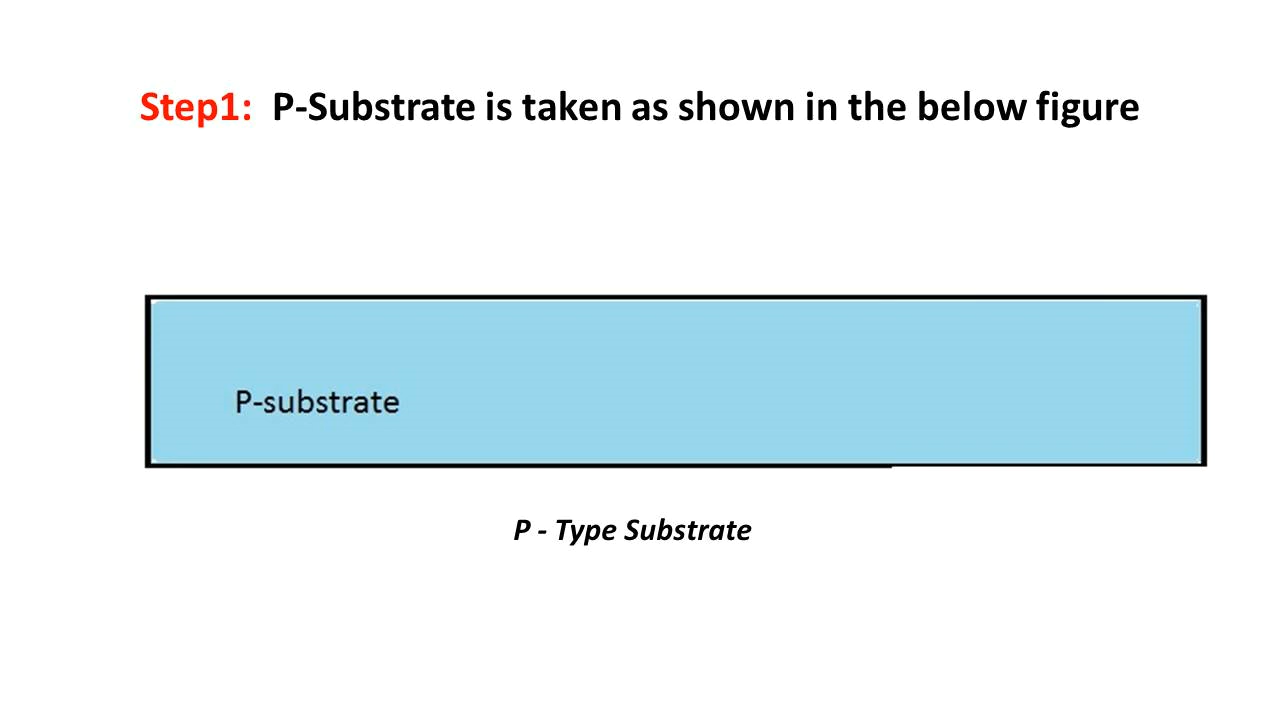 Step1: P-Substrate is taken as shown in the below figure
P-substrate
P - Type Substrate